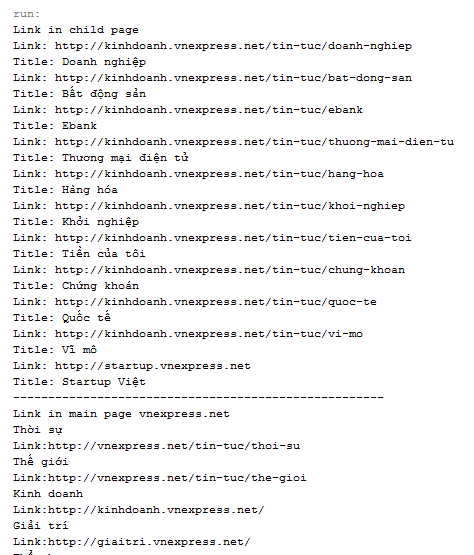 run:
Link in child page
Link: http://kinhdoanh.vnexpress.net/tin-tuc/doanh-nghiep
Title: Doanh nghiệp
Link: http://kinhdoanh.vnexpress.net/tin-tuc/bat-dong-san
Title: Bất động sản
Link: http://kinhdoanh.vnexpress.net/tin-tuc/ebank
Title: Ebank
Link: http://kinhdoanh.vnexpress.net/tin-tuc/thuong-mai-dien-tu
Title: Thương mại điện tử
Link: http://kinhdoanh.vnexpress.net/tin-tuc/hang-hoa
Title: Hàng hóa
Link: http://kinhdoanh.vnexpress.net/tin-tuc/khoi-nghiep
Title: Khởi nghiệp
Link: http://kinhdoanh.vnexpress.net/tin-tuc/tien-cua-toi
Title: Tiền của tôi
Link: http://kinhdoanh.vnexpress.net/tin-tuc/chung-khoan
Title: Chứng khoán
Link: http://kinhdoanh.vnexpress.net/tin-tuc/quoc-te
Title: Quốc tế
Link: http://kinhdoanh.vnexpress.net/tin-tuc/vi-mo
Title: Vĩ mô
Link: http://startup.vnexpress.net
Title: Startup Việt
-----------------------------------------------------
Link in main page vnexpress.net
Thời sự
Link:http://vnexpress.net/tin-tuc/thoi-su
Thế giới
Link:http://vnexpress.net/tin-tuc/the-gioi
Kinh doanh
Link:http://kinhdoanh.vnexpress.net/
Giải trí
Link:http://giaitri.vnexpress.net/